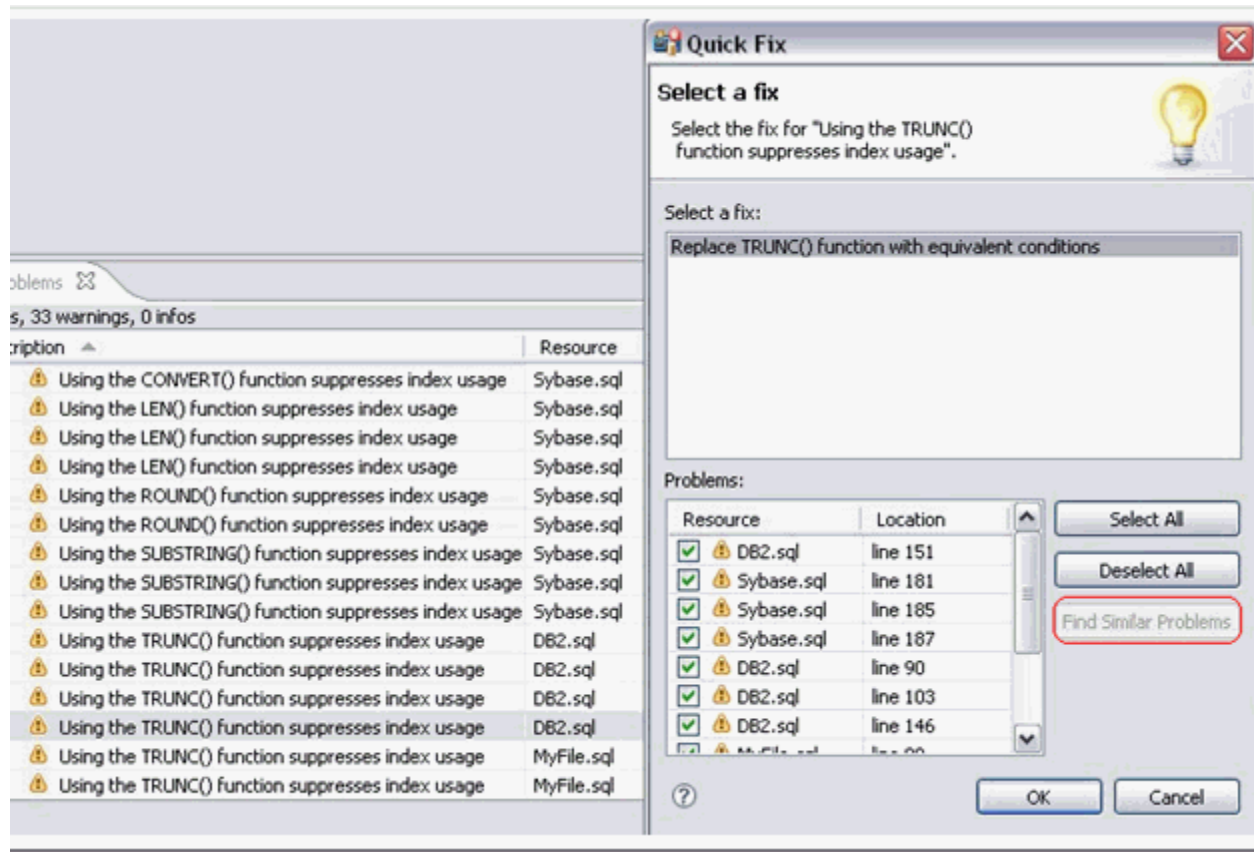 Quick Fix
Select a fix
Select the fix for "Using the TRUNC()
function suppresses index usage".
Select a fix:
Replace TRUNC() function with equivalent conditions
Problems:
Resource Location
DB2.sql line 151
Sybase.sql line 181
Sybase.sql line 185
Sybase.sql line 187
DB2.sql line 90
DB2.sql line 103
DB2.sql line 146
Select All
Deselect All
Find Similar Problems
OK Cancel
oblems
s, 33 warnings, 0 infos
cription Resource
Using the CONVERT() function suppresses index usage Sybase.sql
Using the LEN() function suppresses index usage Sybase.sql
Using the LEN() function suppresses index usage Sybase.sql
Using the LEN() function suppresses index usage Sybase.sql
Using the ROUND() function suppresses index usage Sybase.sql
Using the ROUND() function suppresses index usage Sybase.sql
Using the SUBSTRING() function suppresses index usage Sybase.sql
Using the SUBSTRING() function suppresses index usage Sybase.sql
Using the SUBSTRING() function suppresses index usage Sybase.sql
Using the TRUNC() function suppresses index usage DB2.sql
Using the TRUNC() function suppresses index usage DB2.sql
Using the TRUNC() function suppresses index usage DB2.sql
Using the TRUNC() function suppresses index usage DB2.sql
Using the TRUNC() function suppresses index usage MyFile.sql
Using the TRUNC() function suppresses index usage MyFile.sql